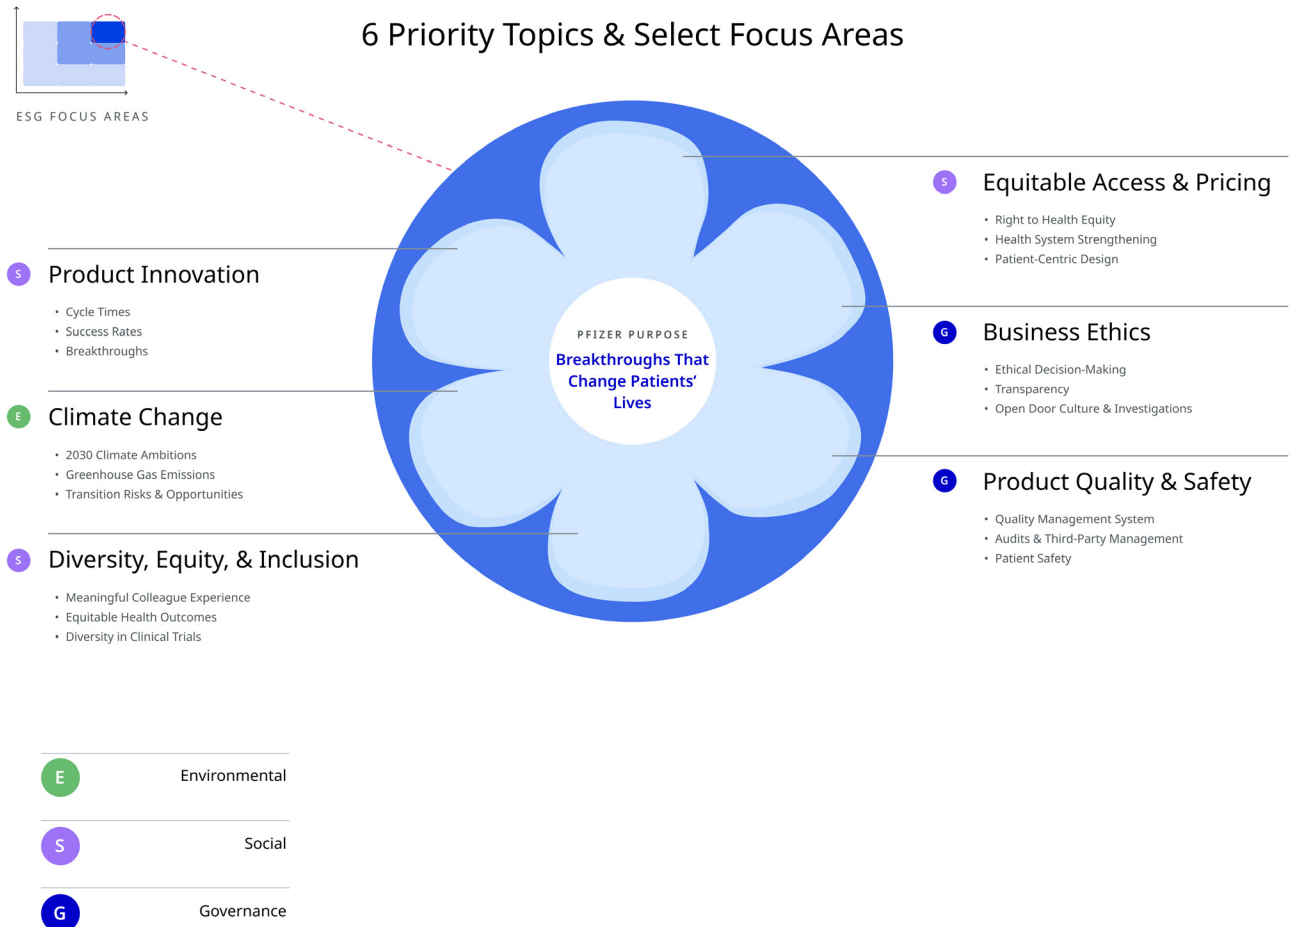 6 Priority Topics & Select Focus Areas
ESG FOCUS AREAS
S
Product Innovation
• Cycle Times
• Success Rates
• Breakthroughs
E
Climate Change
• 2030 Climate Ambitions
• Greenhouse Gas Emissions
• Transition Risks & Opportunities
S
Diversity, Equity, & Inclusion
• Meaningful Colleague Experience
• Equitable Health Outcomes
• Diversity in Clinical Trials
PFIZER PURPOSE
Breakthroughs That
Change Patients’
Lives
S
Equitable Access & Pricing
• Right to Health Equity
• Health System Strengthening
• Patient-Centric Design
G
Business Ethics
• Ethical Decision-Making
• Transparency
• Open Door Culture & Investigations
G
Product Quality & Safety
• Quality Management System
• Audits & Third-Party Management
• Patient Safety
E Environmental
S Social
G Governance